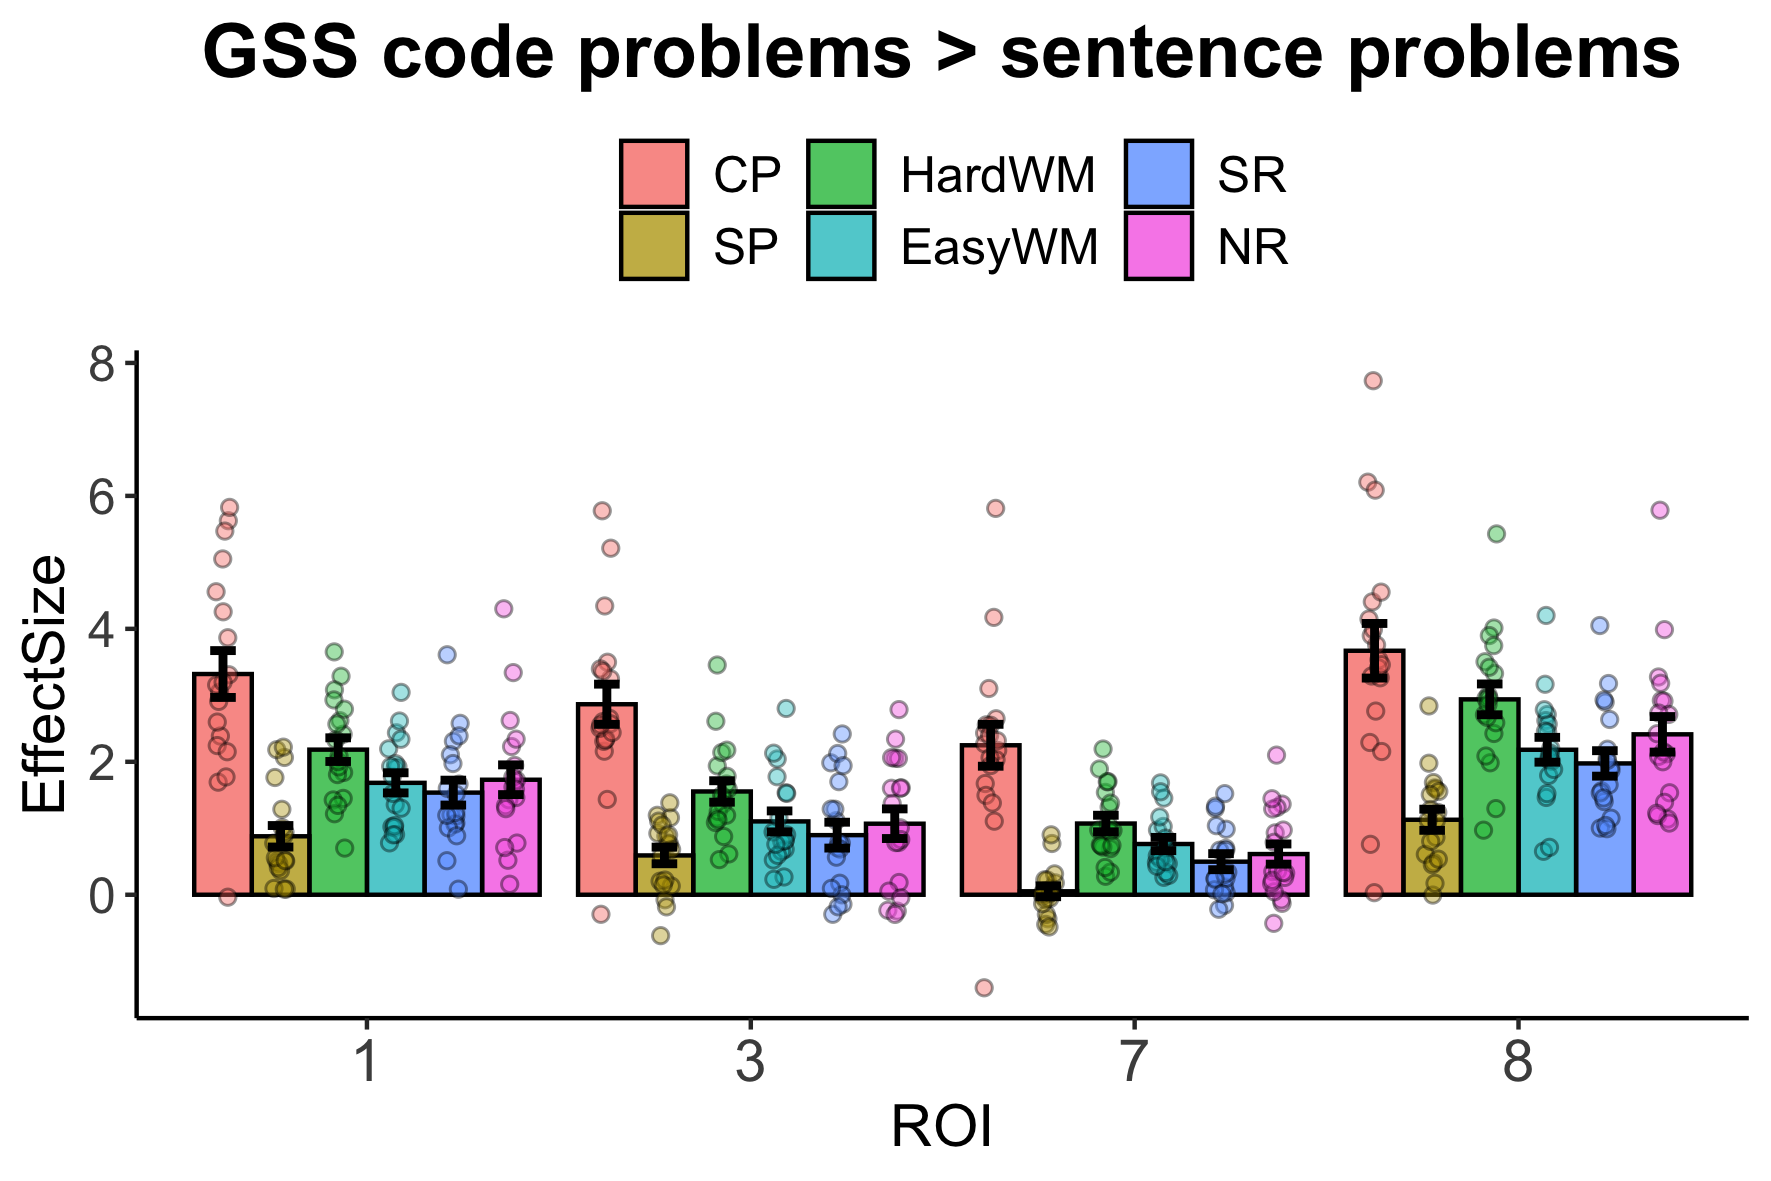 GSS code problems > sentence problems
CP HardWM SR
SP EasyWM NR
8
6
4
2
0
EffectSize
1 3 7 8
ROI